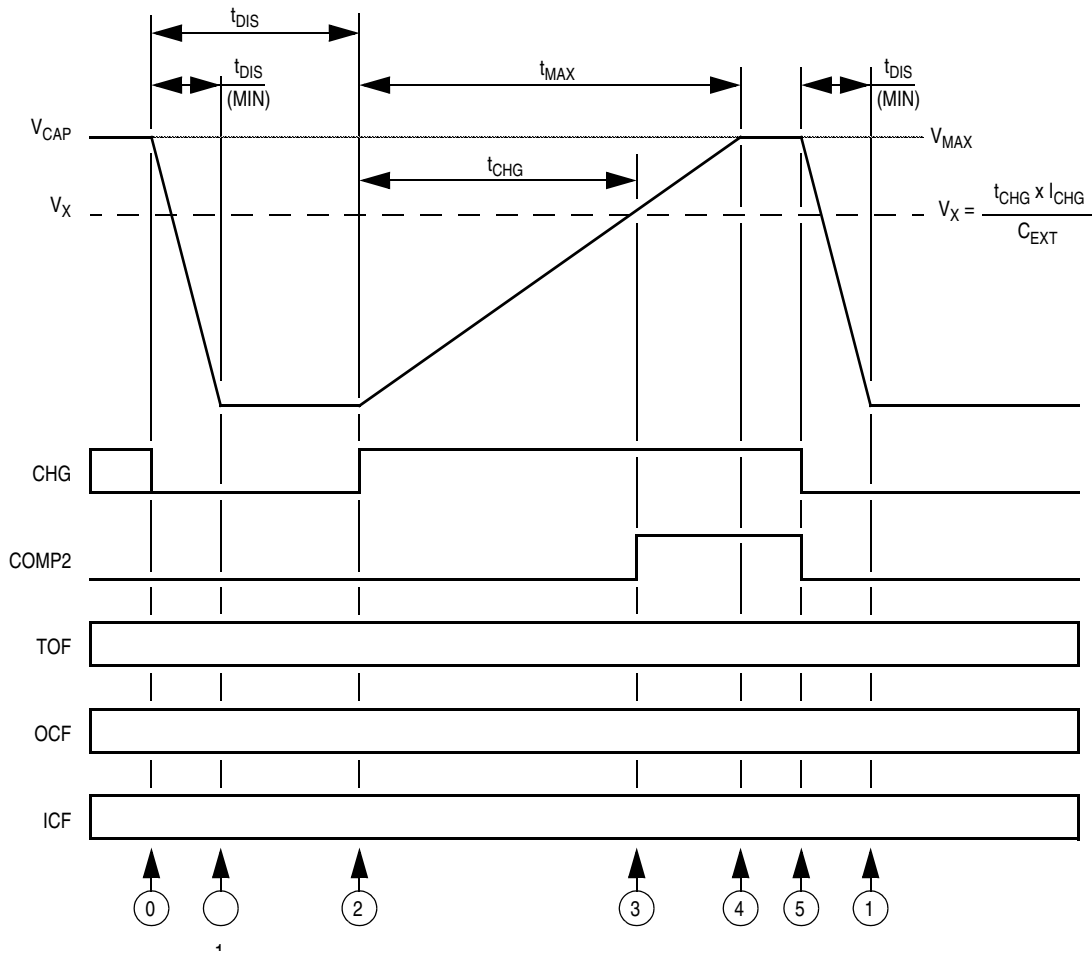 tDIS
tDIS
(MIN)
tMAX
tDIS
(MIN)
VCAP
VMAX
tCHG
VX
VX = tCHG x ICHG
CEXT
CHG
COMP2
TOF
OCF
ICF
0 2 3 4 5 1
1